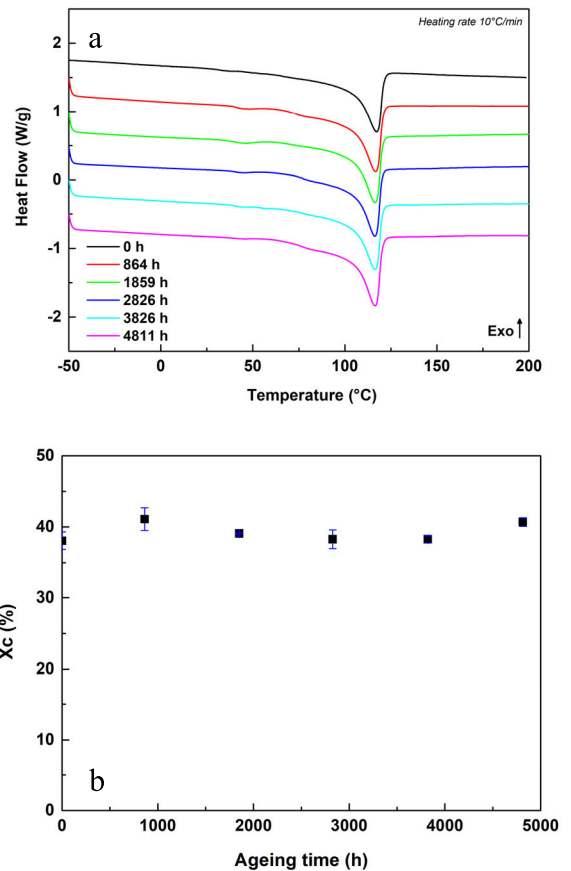 a
Heating rate 10°C/min
2
1
0
-1
-2
Heat Flow (W/g)
0 h
864 h
1859 h
2826 h
3826 h
4811 h
Exo
-50
0
50
100
150
200
Temperature (°C)
50
40
30
20
10
0
Xc (%)
b
0
1000
2000
3000
4000
5000
Ageing time (h)